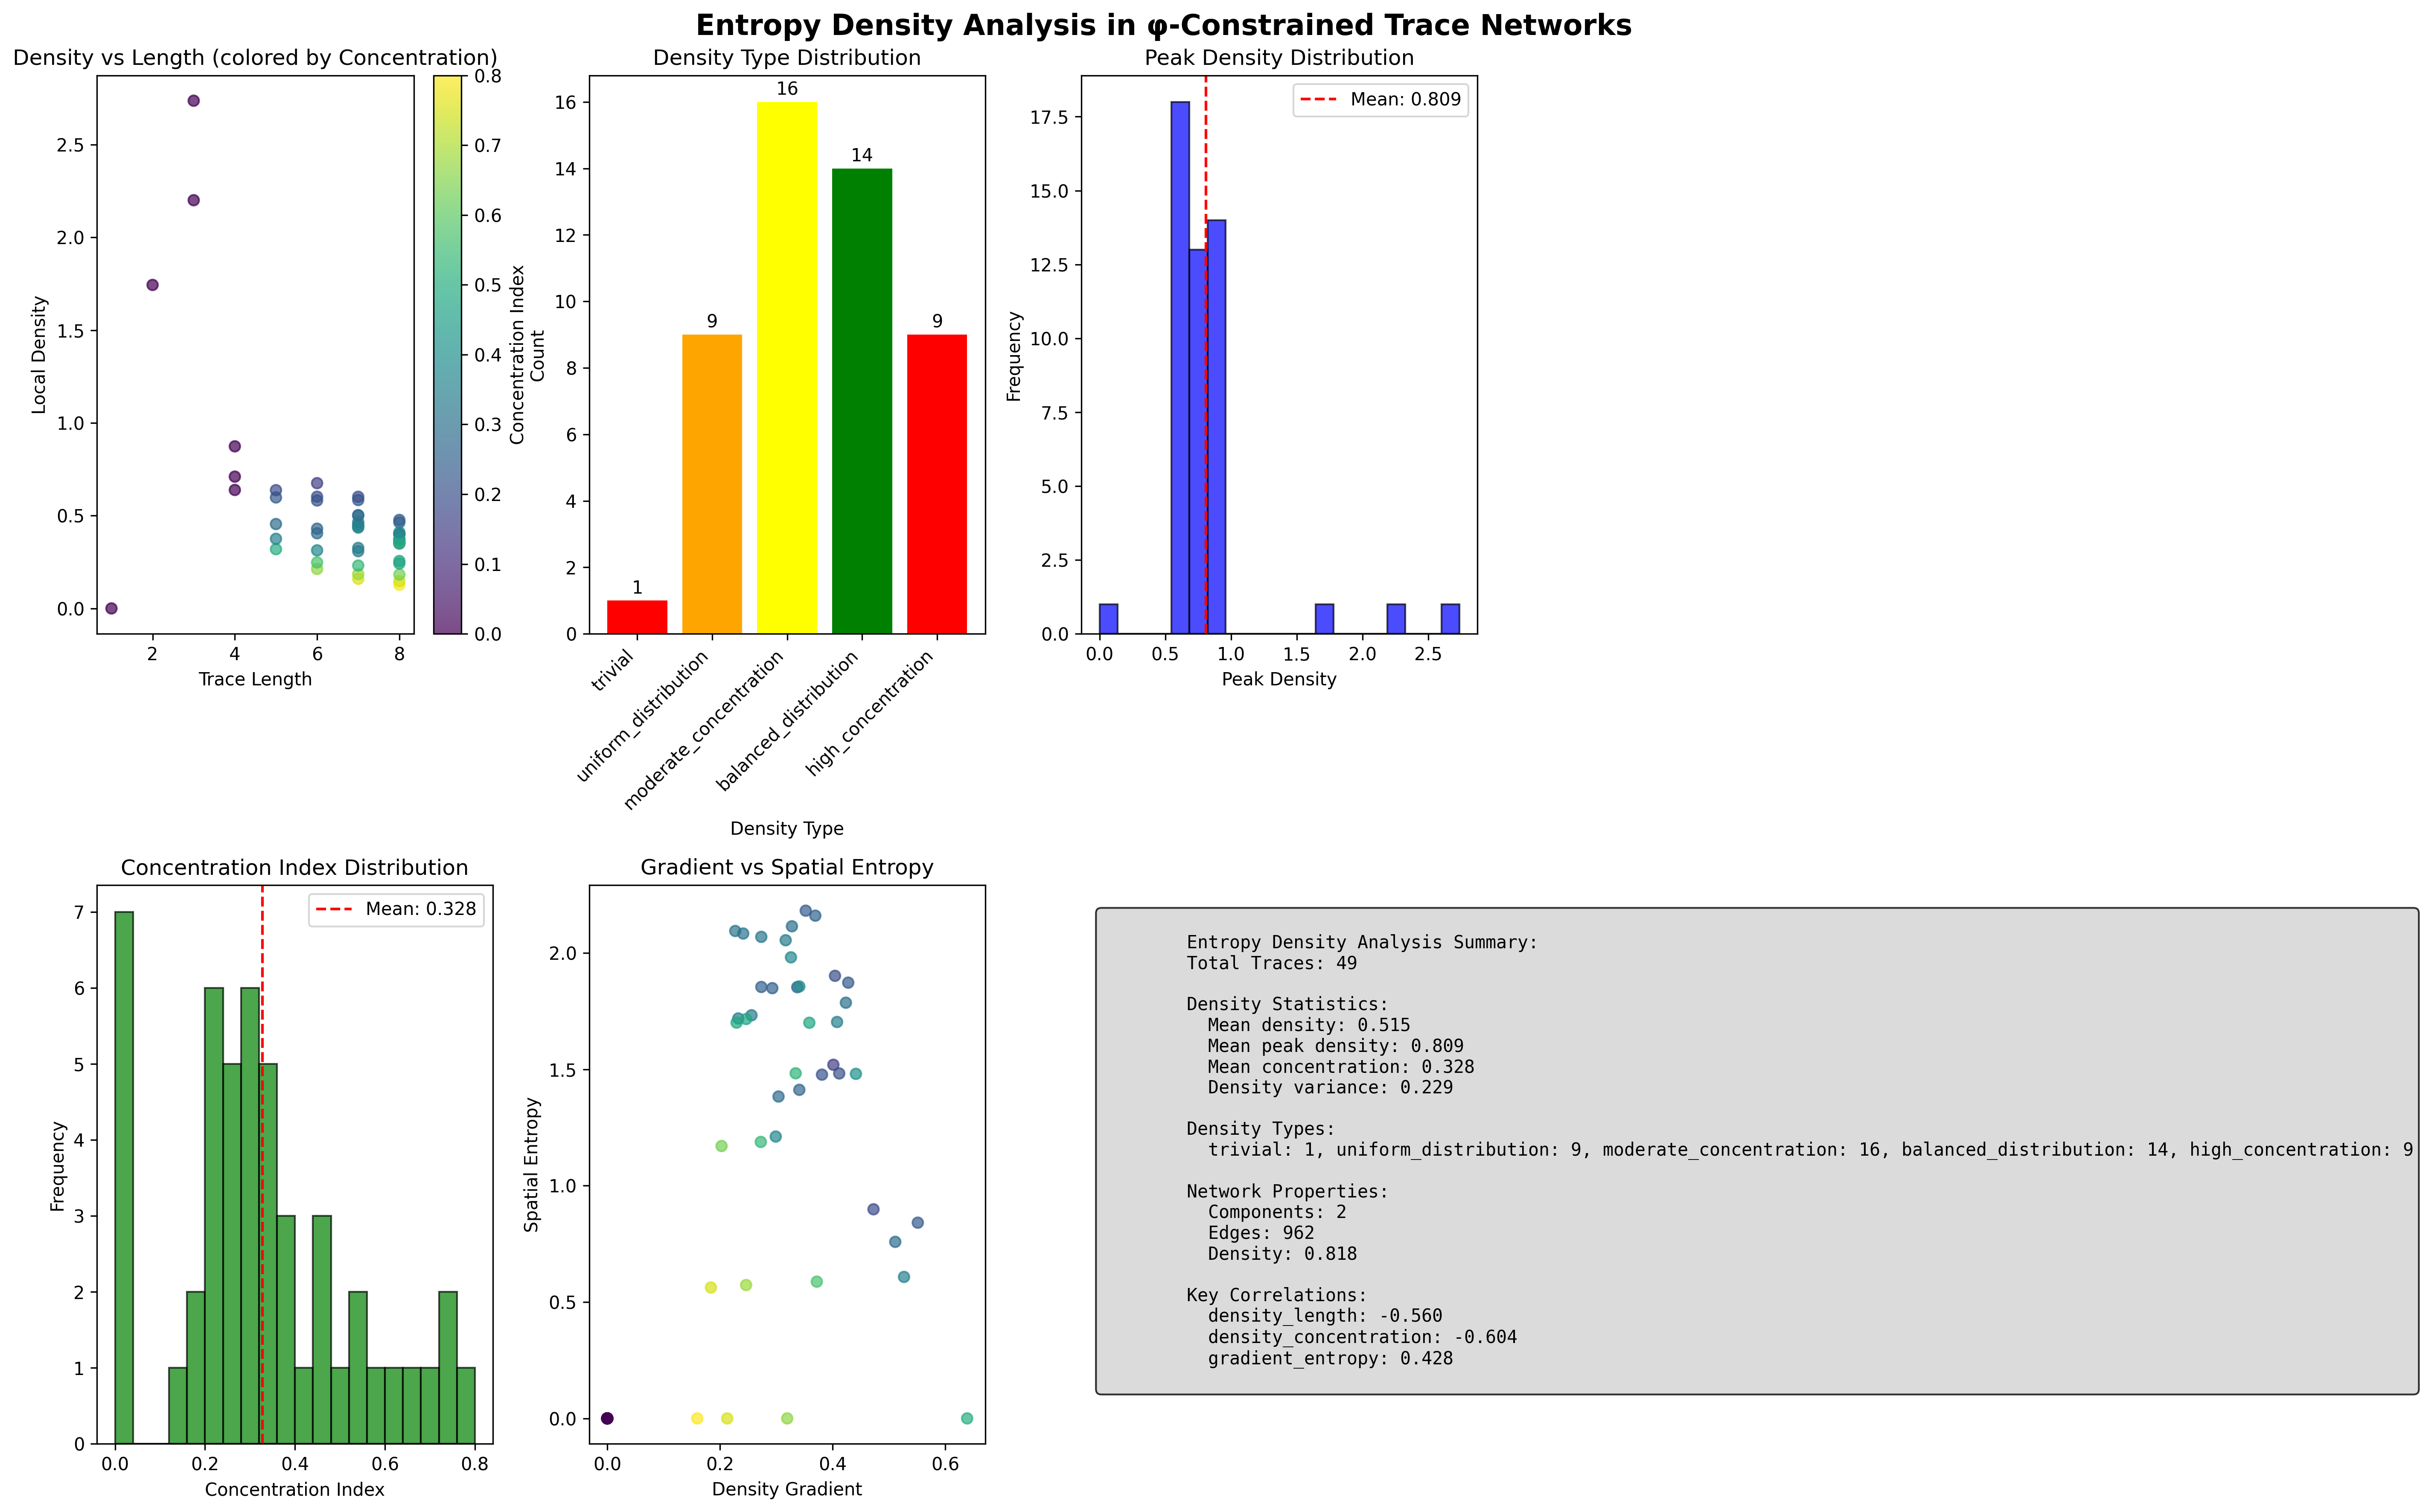 Entropy Density Analysis in φ-Constrained Trace Networks
Density vs Length (colored by Concentration)
2.5
2.0
1.5
1.0
0.5
0.0
Local Density
2
4
6
8
Trace Length
0.8
0.7
0.6
0.5
0.4
0.3
0.2
0.1
0.0
Concentration Index
Density Type Distribution
16
14
12
10
8
6
4
2
0
Count
1
9
16
14
9
trivial
uniform_distribution
moderate_concentration
balanced_distribution
high_concentration
Density Type
Peak Density Distribution
Mean: 0.809
17.5
15.0
12.5
10.0
7.5
5.0
2.5
0.0
Frequency
0.0
0.5
1.0
1.5
2.0
2.5
Peak Density
Concentration Index Distribution
Mean: 0.328
7
6
5
4
3
2
1
0
Frequency
0.0
0.2
0.4
0.6
0.8
Concentration Index
Gradient vs Spatial Entropy
2.0
1.5
1.0
0.5
0.0
Spatial Entropy
0.0
0.2
0.4
0.6
Density Gradient
Entropy Density Analysis Summary:
Total Traces: 49
Density Statistics:
Mean density: 0.515
Mean peak density: 0.809
Mean concentration: 0.328
Density variance: 0.229
Density Types:
trivial: 1, uniform_distribution: 9, moderate_concentration: 16, balanced_distribution: 14, high_concentration: 9
Network Properties:
Components: 2
Edges: 962
Density: 0.818
Key Correlations:
density_length: -0.560
density_concentration: -0.604
gradient_entropy: 0.428